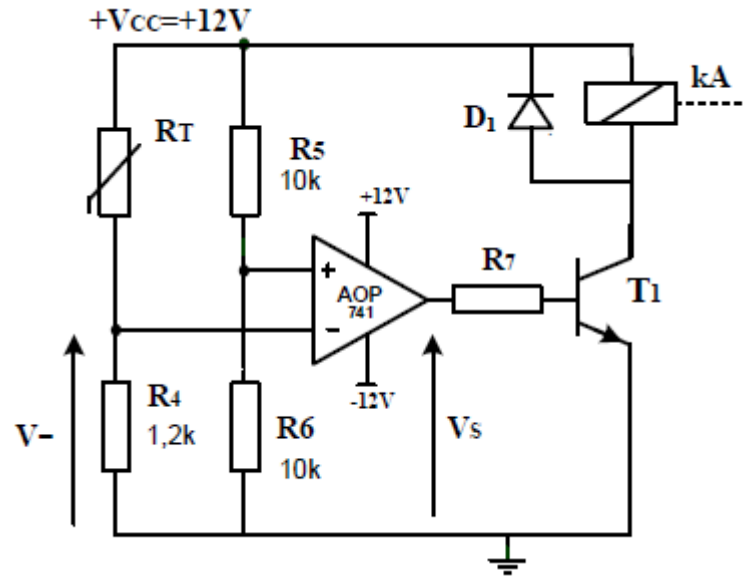 +VCC=+12V
kA
RT
D1
R5
10k
+12V
R7
T1
+
AOP
741
−
R4
1,2k
R6
10k
-12V
V−
VS